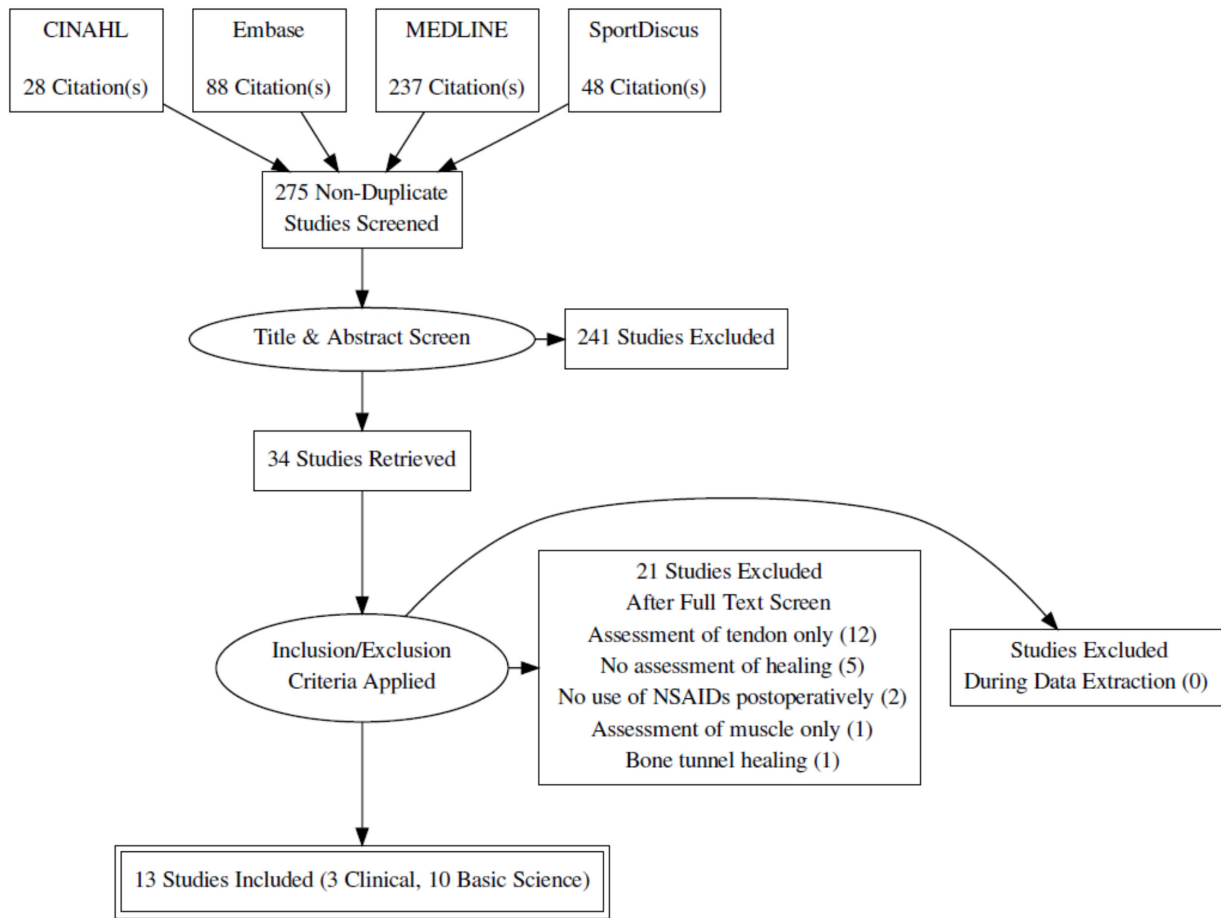 CINAHL
28 Citation(s)
Embase
88 Citation(s)
MEDLINE
237 Citation(s)
SportDiscus
48 Citation(s)
275 Non-Duplicate
Studies Screened
Title & Abstract Screen
241 Studies Excluded
34 Studies Retrieved
Inclusion/Exclusion
Criteria Applied
21 Studies Excluded
After Full Text Screen
Assessment of tendon only (12)
No assessment of healing (5)
No use of NSAIDs postoperatively (2)
Assessment of muscle only (1)
Bone tunnel healing (1)
Studies Excluded
During Data Extraction (0)
13 Studies Included (3 Clinical, 10 Basic Science)